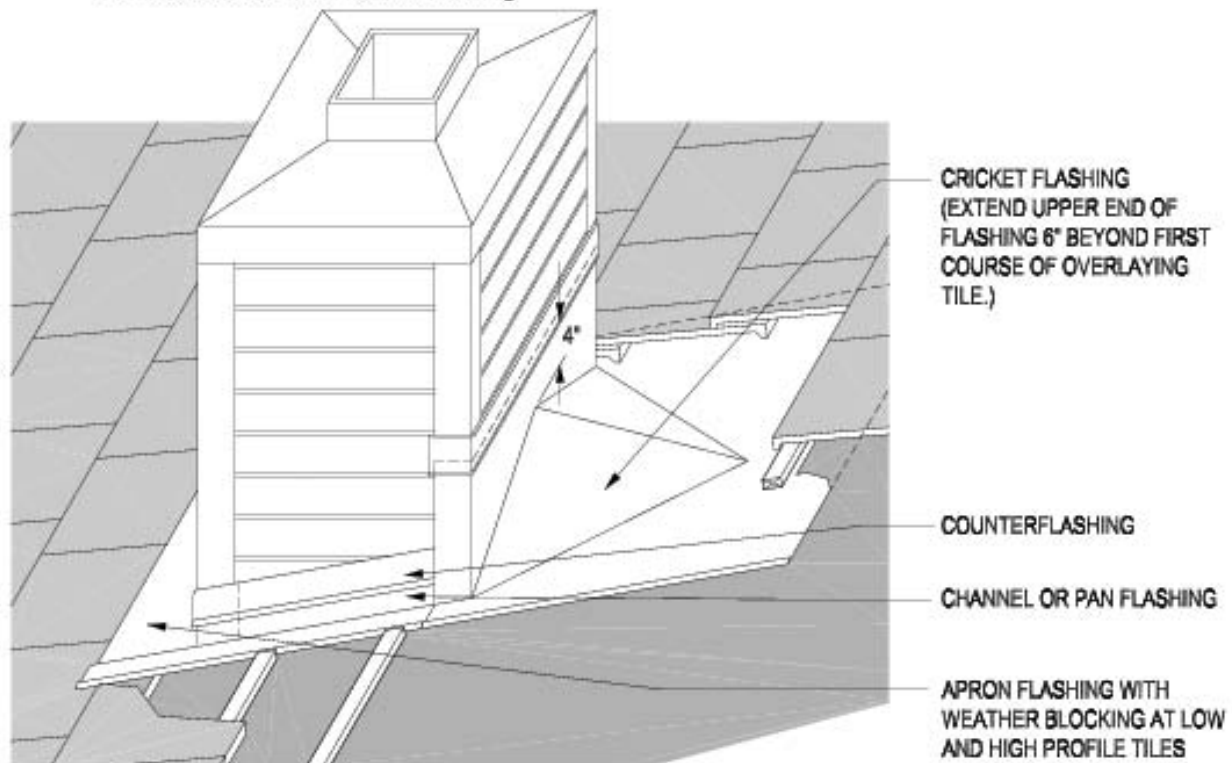 4"
CRICKET FLASHING
(EXTEND UPPER END OF
FLASHING 6" BEYOND FIRST
COURSE OF OVERLAYING
TILE.)
COUNTERFLASHING
CHANNEL OR PAN FLASHING
APRON FLASHING WITH
WEATHER BLOCKING AT LOW
AND HIGH PROFILE TILES